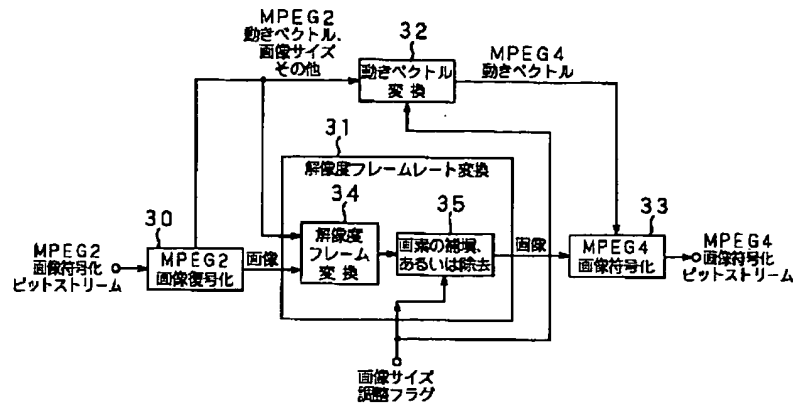 MPEG2
動きベクトル、
画像サイズ
その他
32
動きベクトル
変換
MPEG4
動きベクトル
31
解像度フレームレート変換
34
解像度
フレーム
変換
35
画素の補填、
あるいは除去
30
MPEG2
画像符号化
ビットストリーム
MPEG2
画像復号化
画像
画像
33
MPEG4
画像符号化
MPEG4
画像符号化
ビットストリーム
画像サイズ
調整フラグ